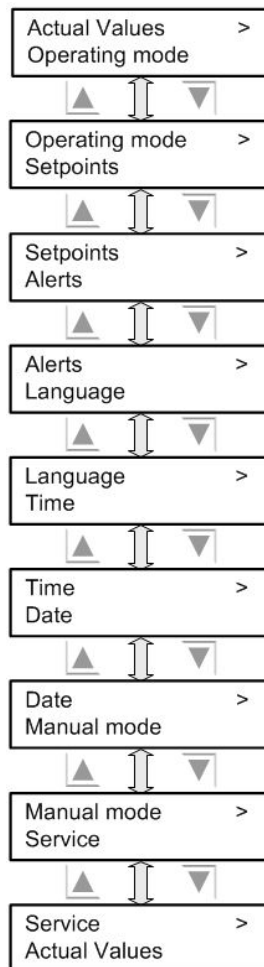 Actual Values >
Operating mode
Operating mode >
Setpoints
Setpoints >
Alerts
Alerts >
Language
Language >
Time
Time >
Date
Date >
Manual mode
Manual mode >
Service
Service >
Actual Values